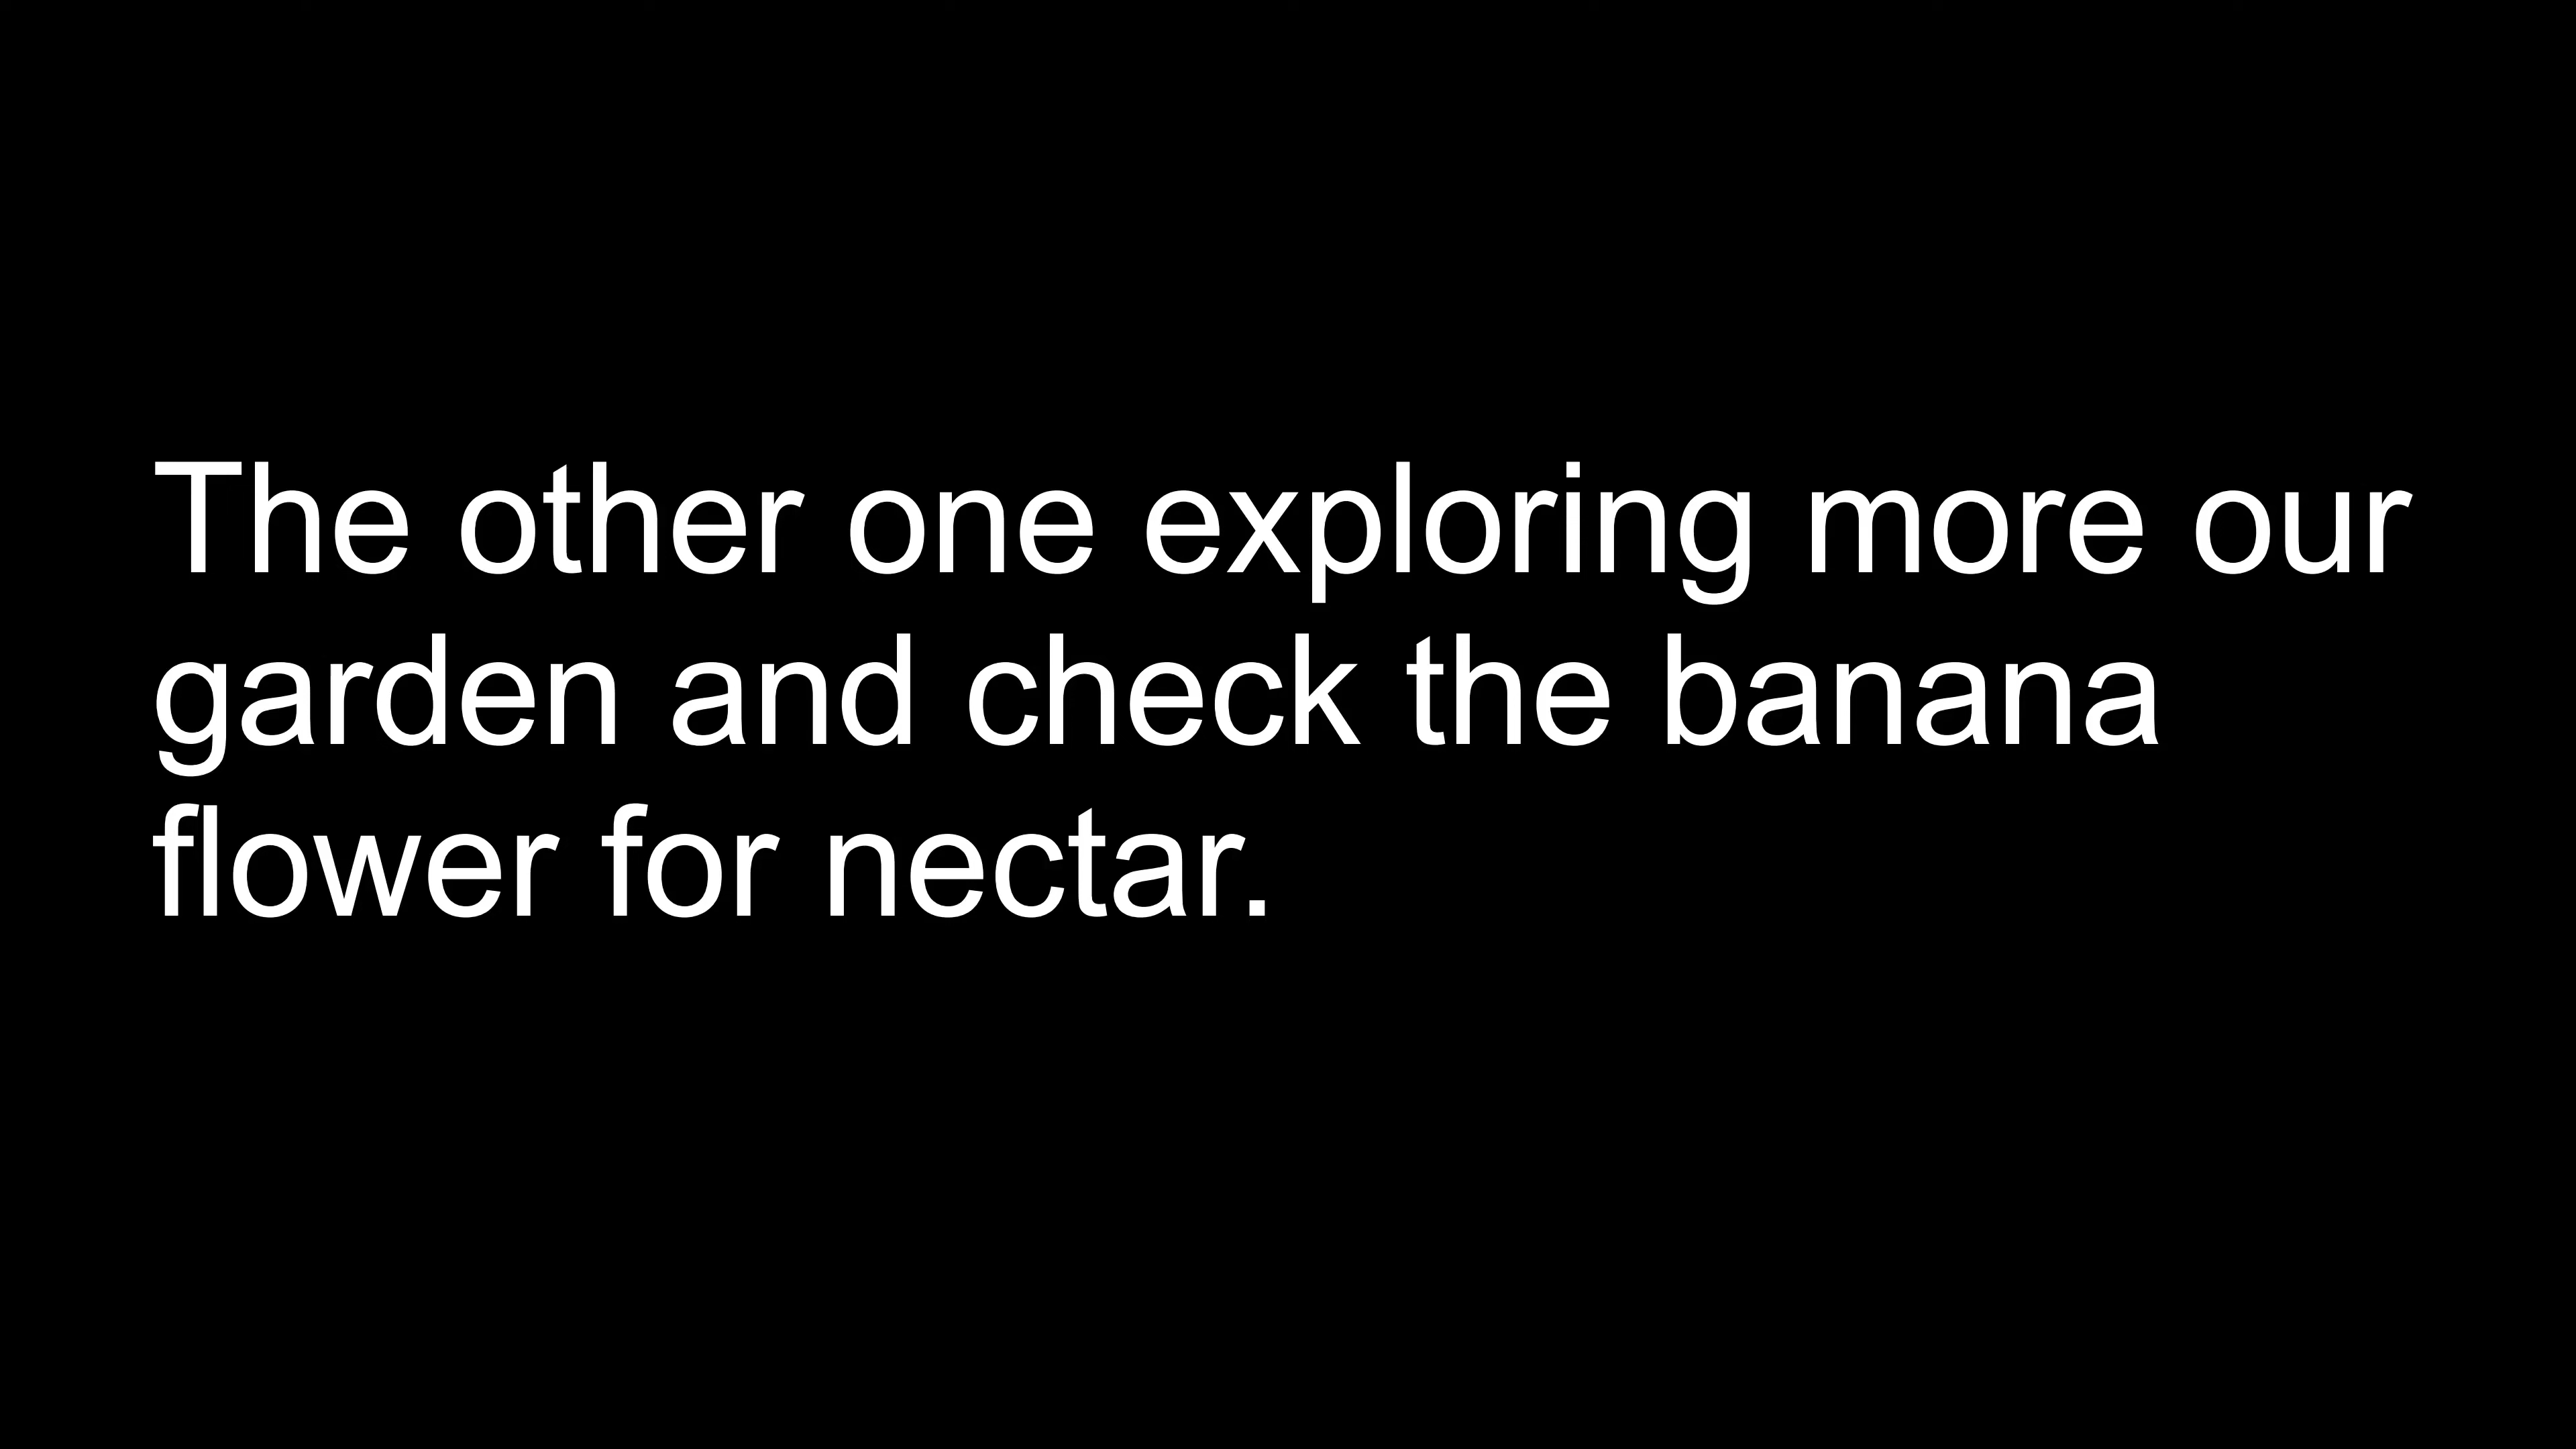 The other one exploring more our
garden and check the banana
flower for nectar.